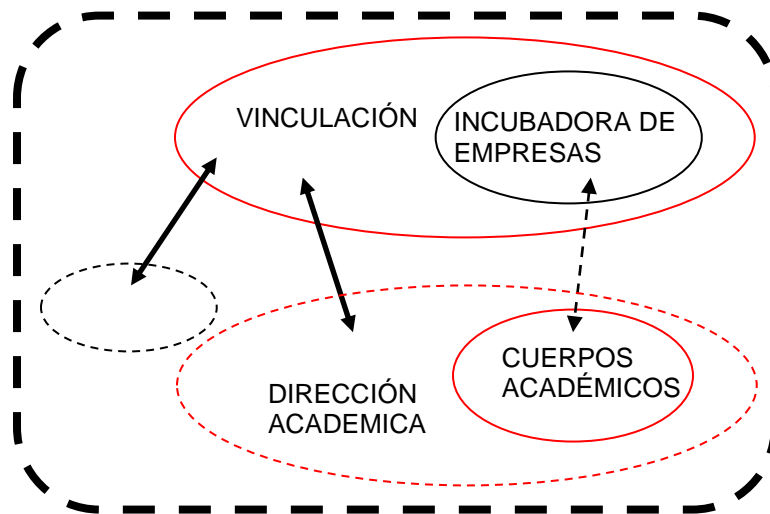 VINCULACIÓN
INCUBADORA DE
EMPRESAS
CUERPOS
ACADÉMICOS
DIRECCIÓN
ACADEMICA